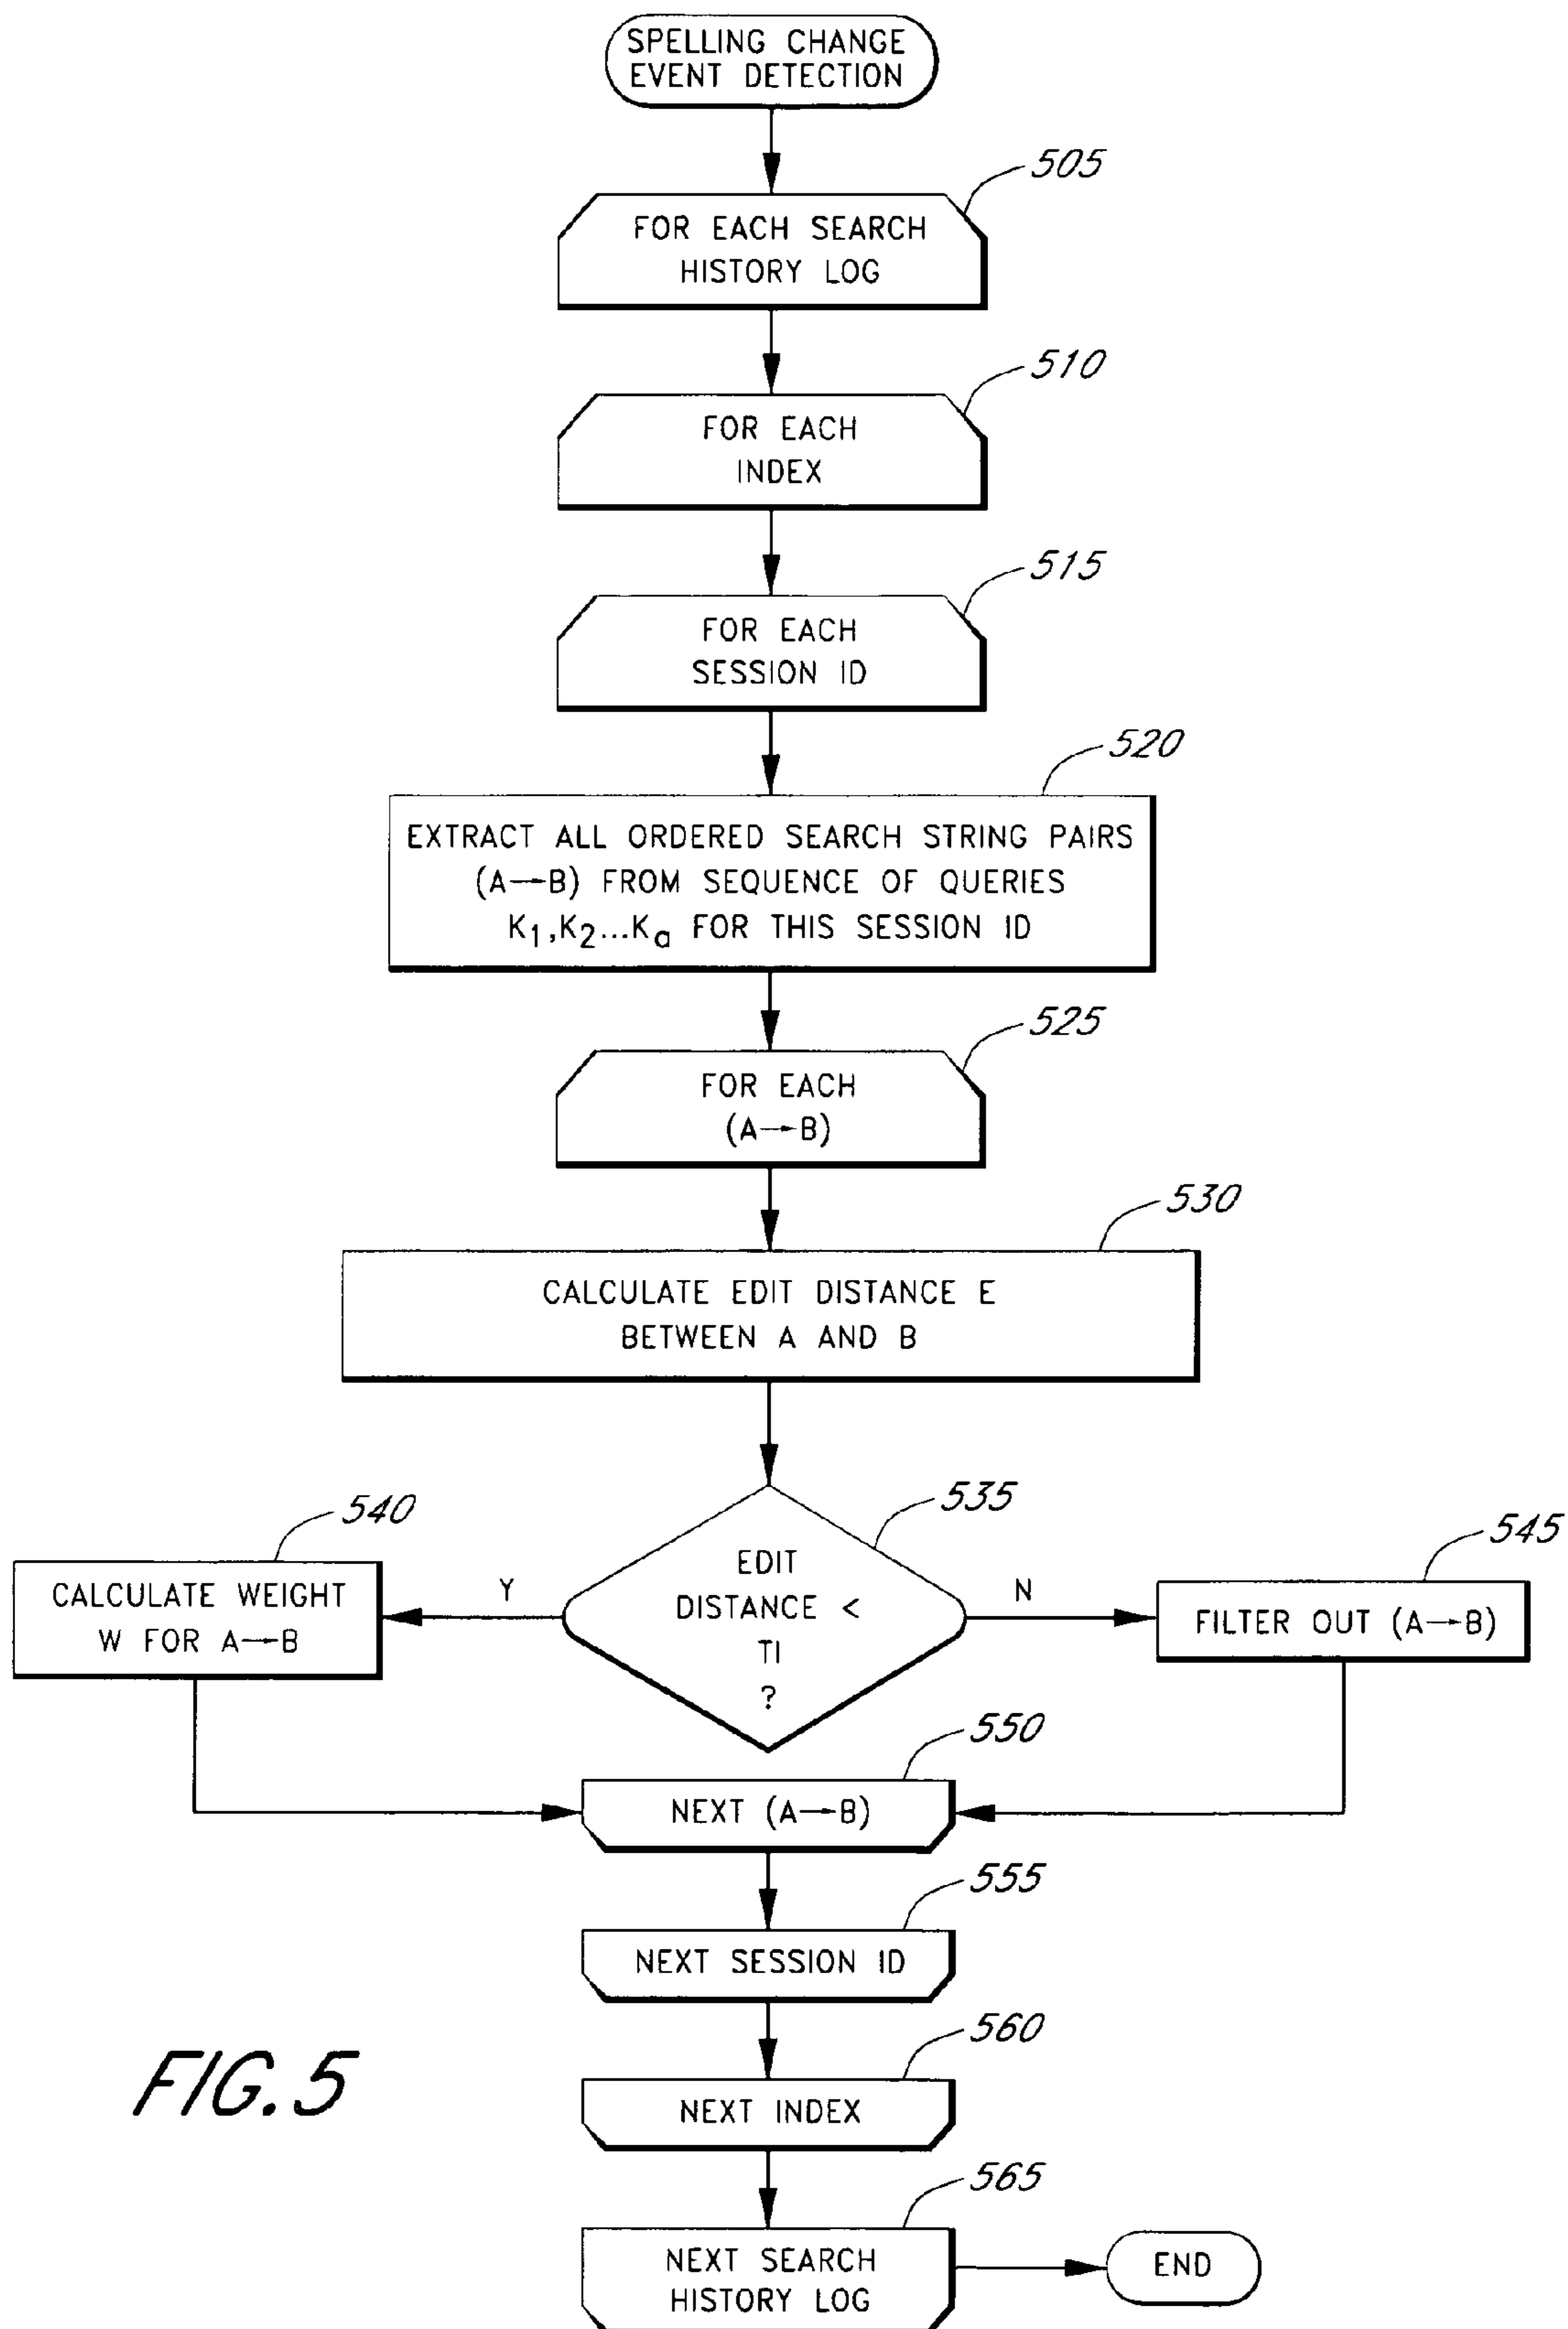 SPELLING CHANGE
EVENT DETECTION
505
FOR EACH SEARCH
HISTORY LOG
510
FOR EACH
INDEX
515
FOR EACH
SESSION ID
520
EXTRACT ALL ORDERED SEARCH STRING PAIRS
(A→B) FROM SEQUENCE OF QUERIES
K1,K2...Ka FOR THIS SESSION ID
525
FOR EACH
(A→B)
530
CALCULATE EDIT DISTANCE E
BETWEEN A AND B
535
EDIT
DISTANCE <
TI
?
540
Y
CALCULATE WEIGHT
W FOR A→B
545
N
FILTER OUT (A→B)
550
NEXT (A→B)
555
NEXT SESSION ID
560
NEXT INDEX
565
NEXT SEARCH
HISTORY LOG
END
FIG. 5